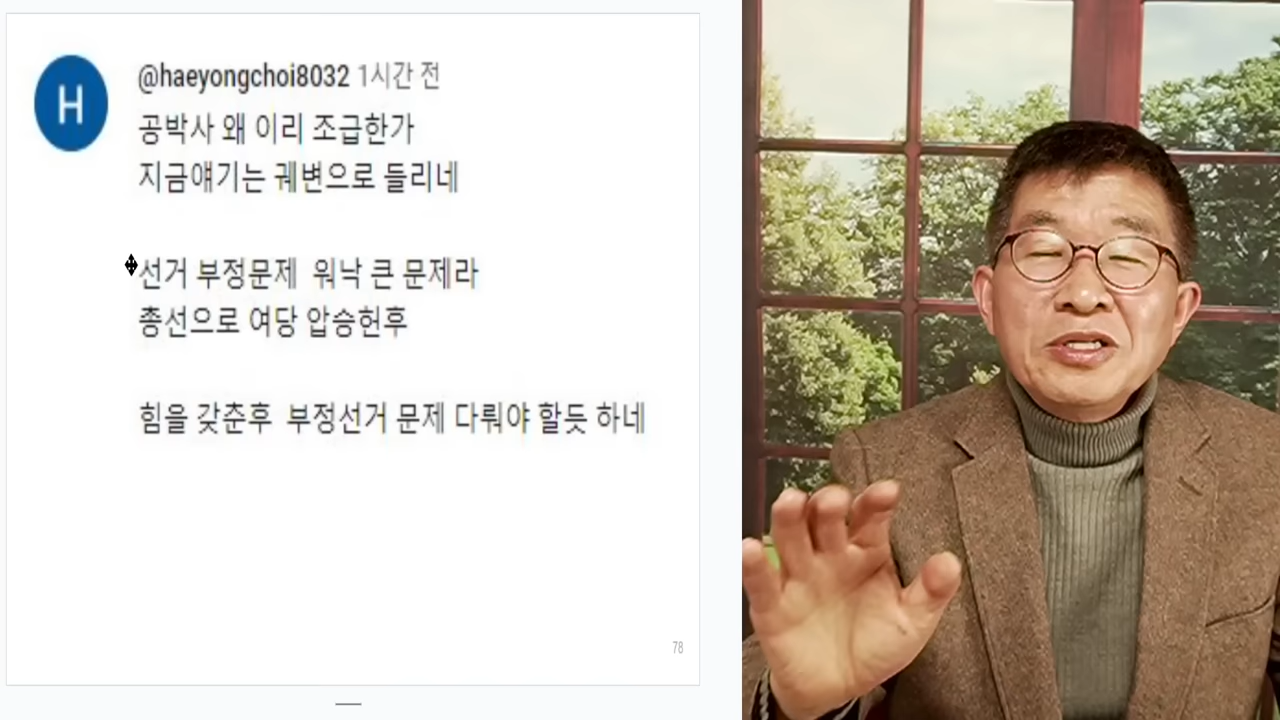 H
@haeyongchoi8032 1시간 전
공박사 왜 이리 조급한가
지금얘기는 궤변으로 들리네
선거 부정문제 워낙 큰 문제라
총선으로 여당 압승헌후
힘을 갖춘후 부정선거 문제 다뤄야 할듯 하네
78